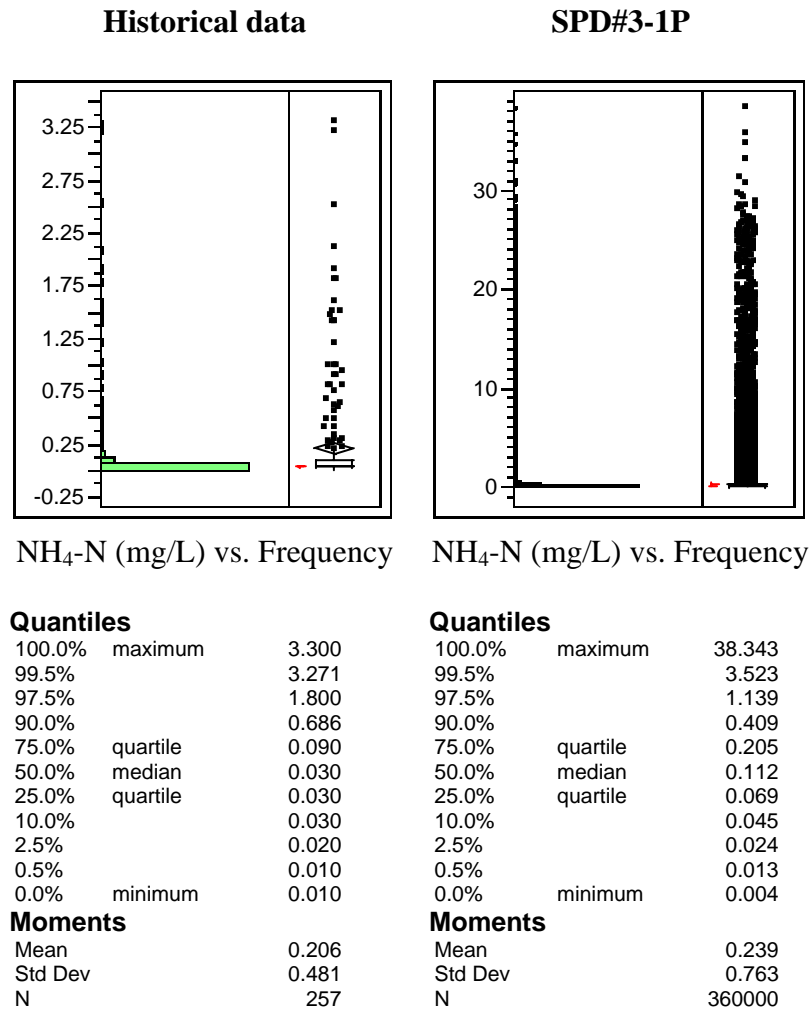 Historical data
SPD#3-1P
3.25
2.75
2.25
1.75
1.25
0.75
0.25
-0.25
30
20
10
0
NH₄-N (mg/L) vs. Frequency
NH₄-N (mg/L) vs. Frequency
Quantiles
100.0% maximum 3.300
99.5% 3.271
97.5% 1.800
90.0% 0.686
75.0% quartile 0.090
50.0% median 0.030
25.0% quartile 0.030
10.0% 0.030
2.5% 0.020
0.5% 0.010
0.0% minimum 0.010
Moments
Mean 0.206
Std Dev 0.481
N 257
Quantiles
100.0% maximum 38.343
99.5% 3.523
97.5% 1.139
90.0% 0.409
75.0% quartile 0.205
50.0% median 0.112
25.0% quartile 0.069
10.0% 0.045
2.5% 0.024
0.5% 0.013
0.0% minimum 0.004
Moments
Mean 0.239
Std Dev 0.763
N 360000